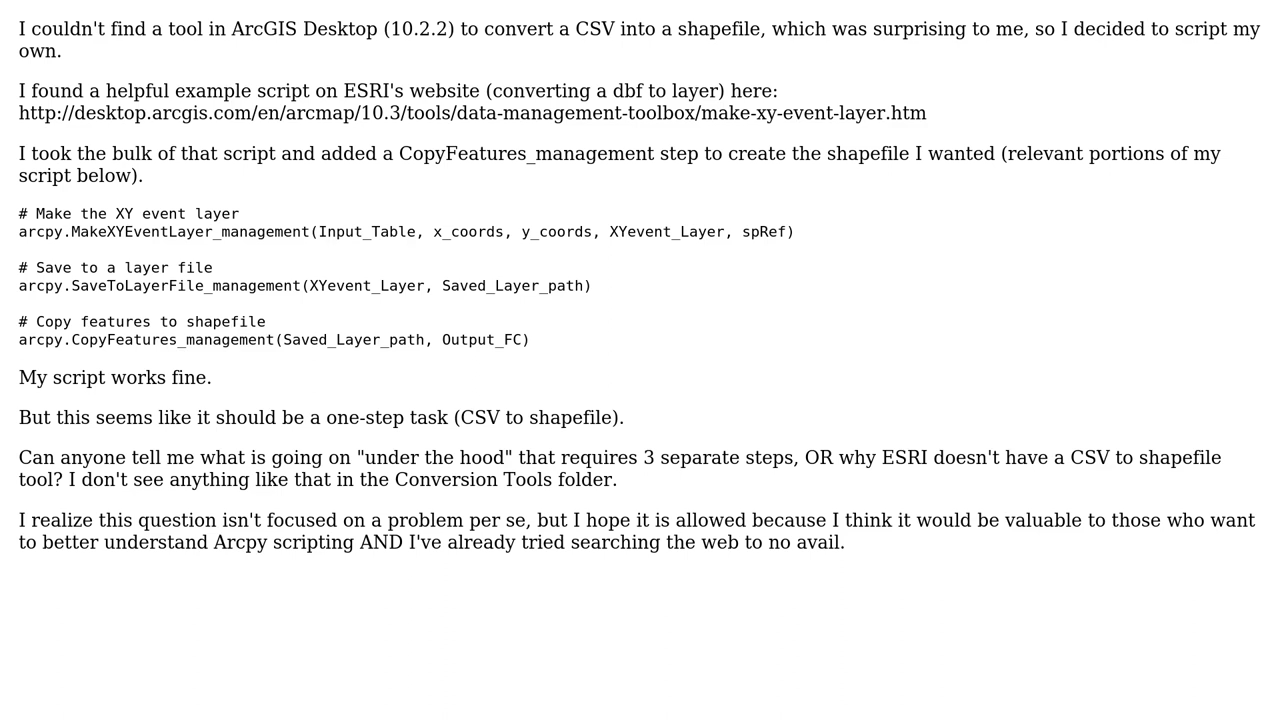 I couldn't find a tool in ArcGIS Desktop (10.2.2) to convert a CSV into a shapefile, which was surprising to me, so I decided to script my
own.
I found a helpful example script on ESRI's website (converting a dbf to layer) here:
http://desktop.arcgis.com/en/arcmap/10.3/tools/data-management-toolbox/make-xy-event-layer.htm
I took the bulk of that script and added a CopyFeatures_management step to create the shapefile I wanted (relevant portions of my
script below).
# Make the XY event layer
arcpy.MakeXYEventLayer_management(Input_Table, x_coords, y_coords, XYevent_Layer, spRef)
# Save to a layer file
arcpy.SaveToLayerFile_management(XYevent_Layer, Saved_Layer_path)
# Copy features to shapefile
arcpy.CopyFeatures_management(Saved_Layer_path, Output_FC)
My script works fine.
But this seems like it should be a one-step task (CSV to shapefile).
Can anyone tell me what is going on "under the hood" that requires 3 separate steps, OR why ESRI doesn't have a CSV to shapefile
tool? I don't see anything like that in the Conversion Tools folder.
I realize this question isn't focused on a problem per se, but I hope it is allowed because I think it would be valuable to those who want
to better understand Arcpy scripting AND I've already tried searching the web to no avail.